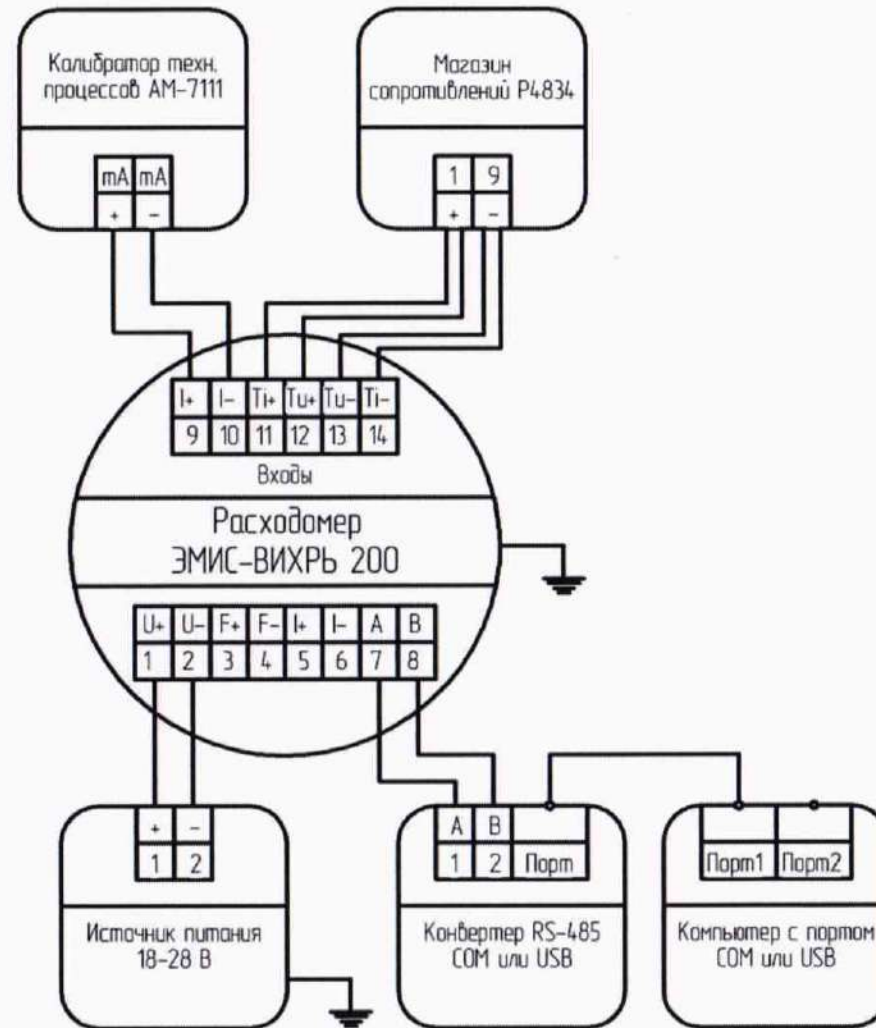 Калибратор техн.
процессов АМ-7111
mA mA
+ -
Магазин
сопротивлений Р4834
1 9
+ -
I+ I- Ti+ Tu+ Tu- Ti-
9 10 11 12 13 14
Входы
Расходомер
ЭМИС-ВИХРЬ 200
U+ U- F+ F- I+ I- A B
1 2 3 4 5 6 7 8
+ -
1 2
Источник питания
18-28 В
A B
1 2 Порт
Конвертер RS-485
COM или USB
Порт1 Порт2
Компьютер с портом
COM или USB